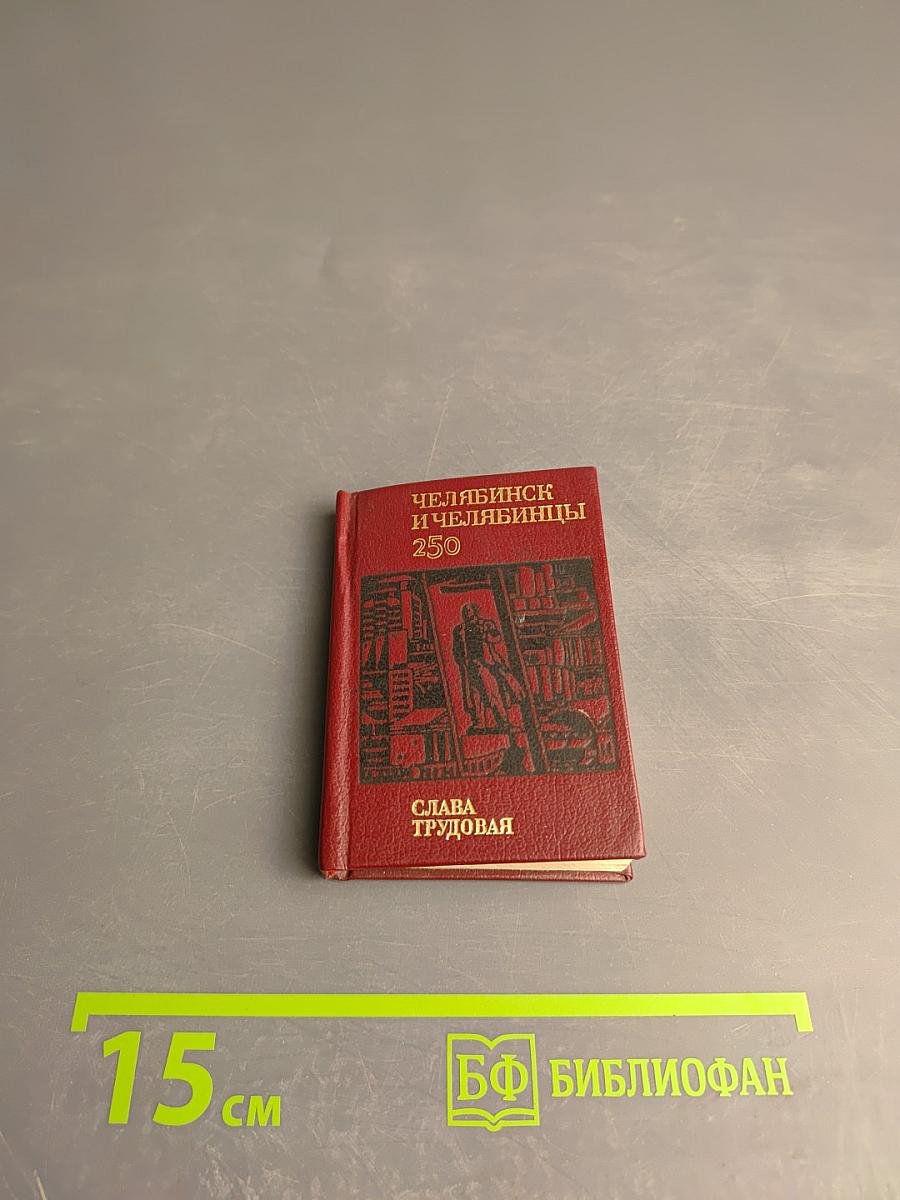 ЧЕЛЯБИНСК
И ЧЕЛЯБИНЦЫ
250
СЛАВА
ТРУДОВАЯ
15 см
БФ БИБЛИОФАН